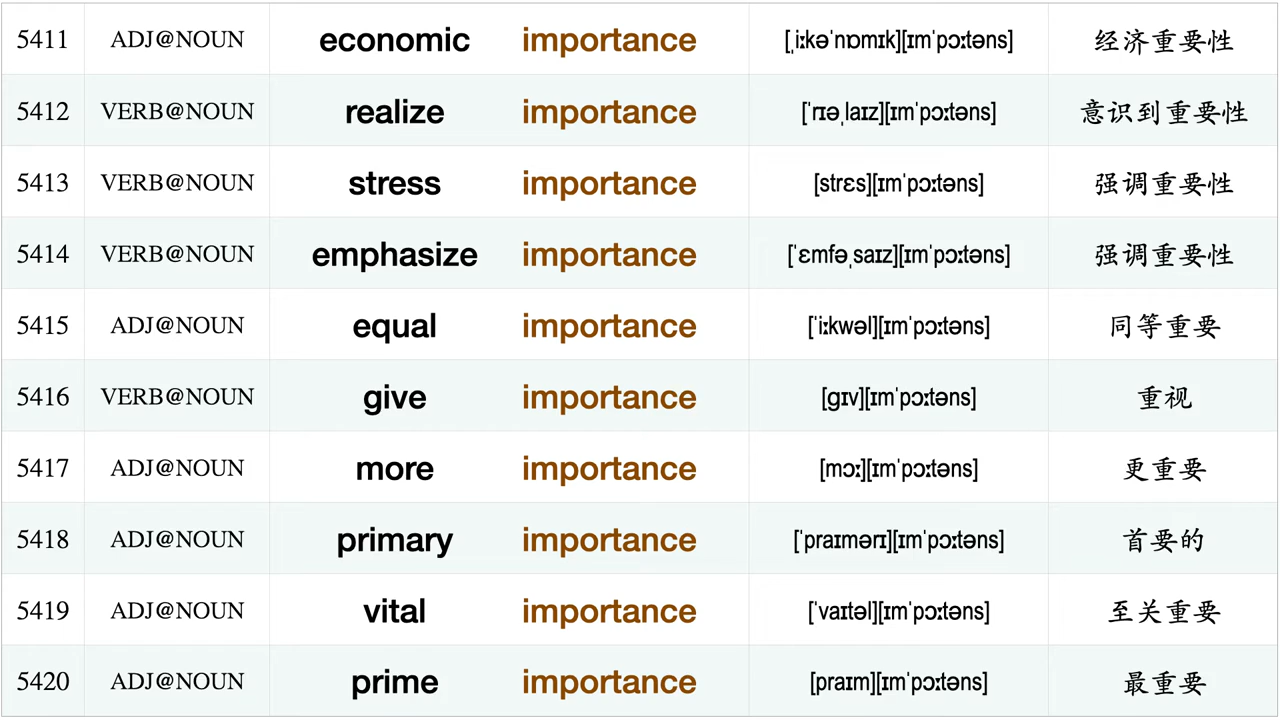 5411 ADJ@NOUN economic importance [ˌiːkəˈnɒmɪk][ɪmˈpɔːtəns] 经济重要性
5412 VERB@NOUN realize importance [ˈrɪəˌlaɪz][ɪmˈpɔːtəns] 意识到重要性
5413 VERB@NOUN stress importance [strɛs][ɪmˈpɔːtəns] 强调重要性
5414 VERB@NOUN emphasize importance [ˈɛmfəˌsaɪz][ɪmˈpɔːtəns] 强调重要性
5415 ADJ@NOUN equal importance [ˈiːkwəl][ɪmˈpɔːtəns] 同等重要
5416 VERB@NOUN give importance [gɪv][ɪmˈpɔːtəns] 重视
5417 ADJ@NOUN more importance [mɔː][ɪmˈpɔːtəns] 更重要
5418 ADJ@NOUN primary importance [ˈpraɪmərɪ][ɪmˈpɔːtəns] 首要的
5419 ADJ@NOUN vital importance [ˈvaɪtəl][ɪmˈpɔːtəns] 至关重要
5420 ADJ@NOUN prime importance [praɪm][ɪmˈpɔːtəns] 最重要